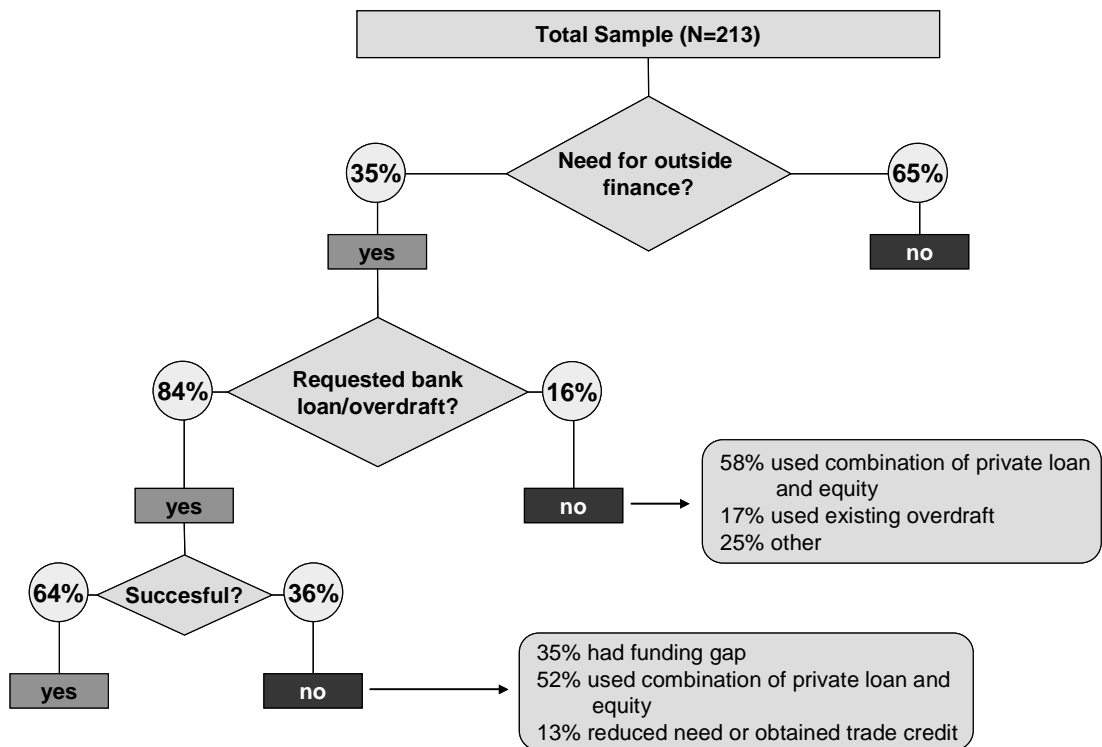 Total Sample (N=213)
Need for outside
finance?
35%
65%
yes
no
Requested bank
loan/overdraft?
84%
16%
yes
no
58% used combination of private loan
and equity
17% used existing overdraft
25% other
Succesful?
64%
36%
yes
no
35% had funding gap
52% used combination of private loan and
equity
13% reduced need or obtained trade credit